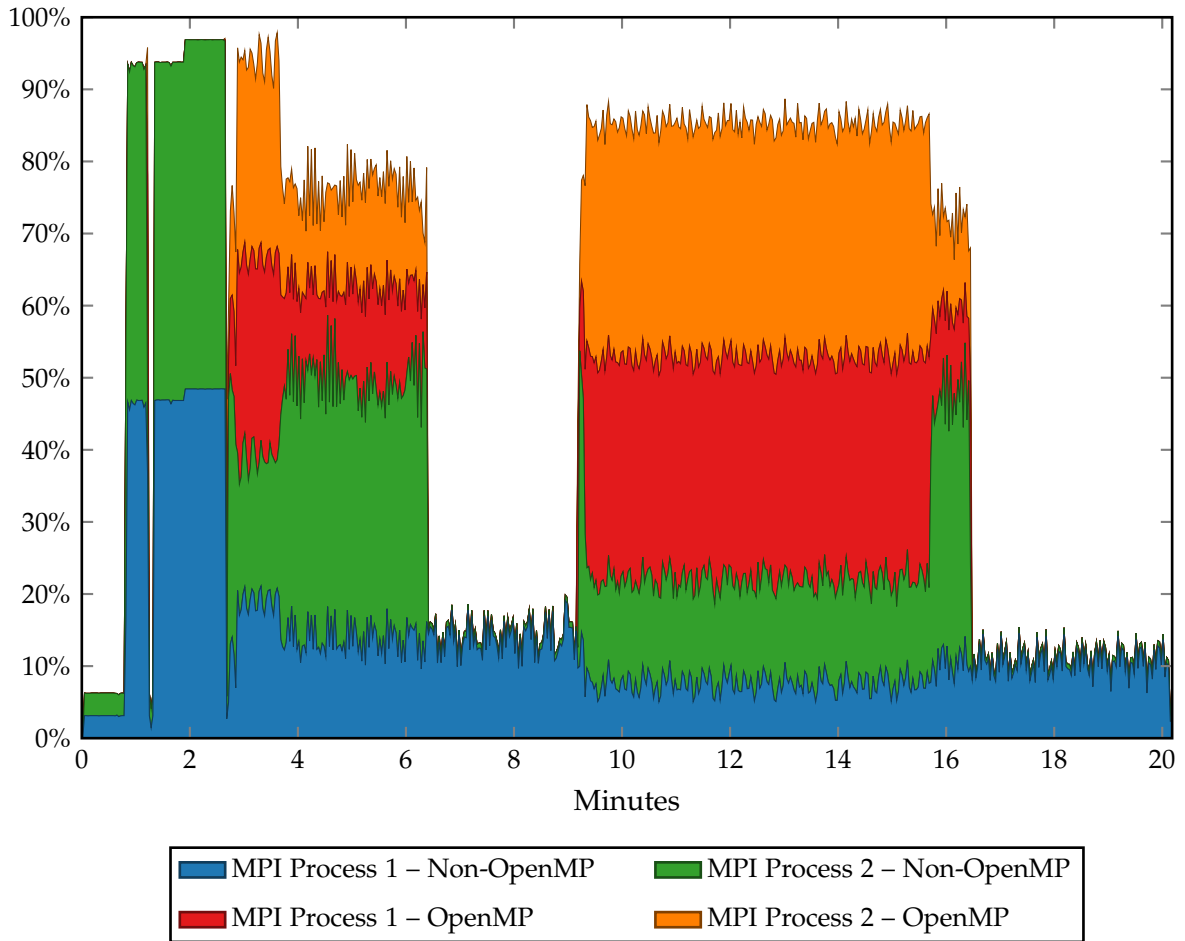 100%
90%
80%
70%
60%
50%
40%
30%
20%
10%
0%
0 2 4 6 8 10 12 14 16 18 20
Minutes
MPI Process 1 – Non-OpenMP MPI Process 2 – Non-OpenMP
MPI Process 1 – OpenMP MPI Process 2 – OpenMP